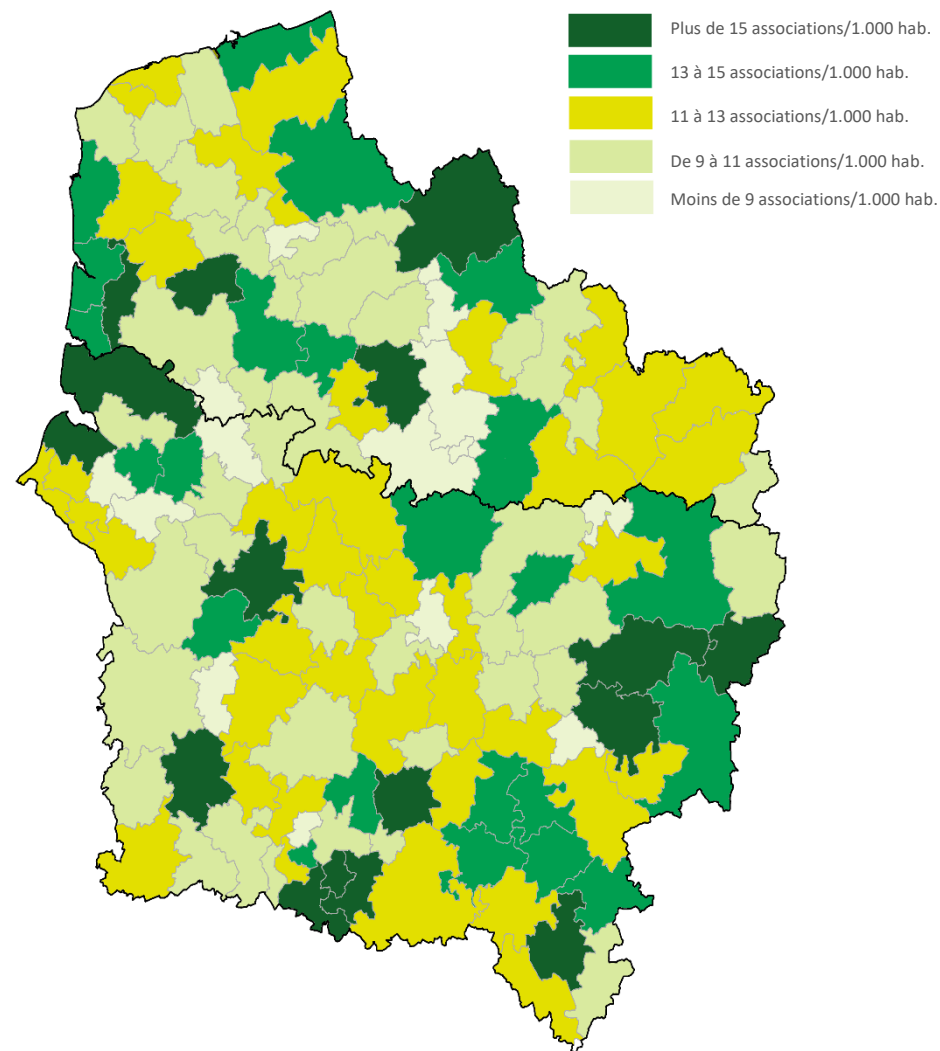 Plus de 15 associations/1.000 hab.
13 à 15 associations/1.000 hab.
11 à 13 associations/1.000 hab.
De 9 à 11 associations/1.000 hab.
Moins de 9 associations/1.000 hab.